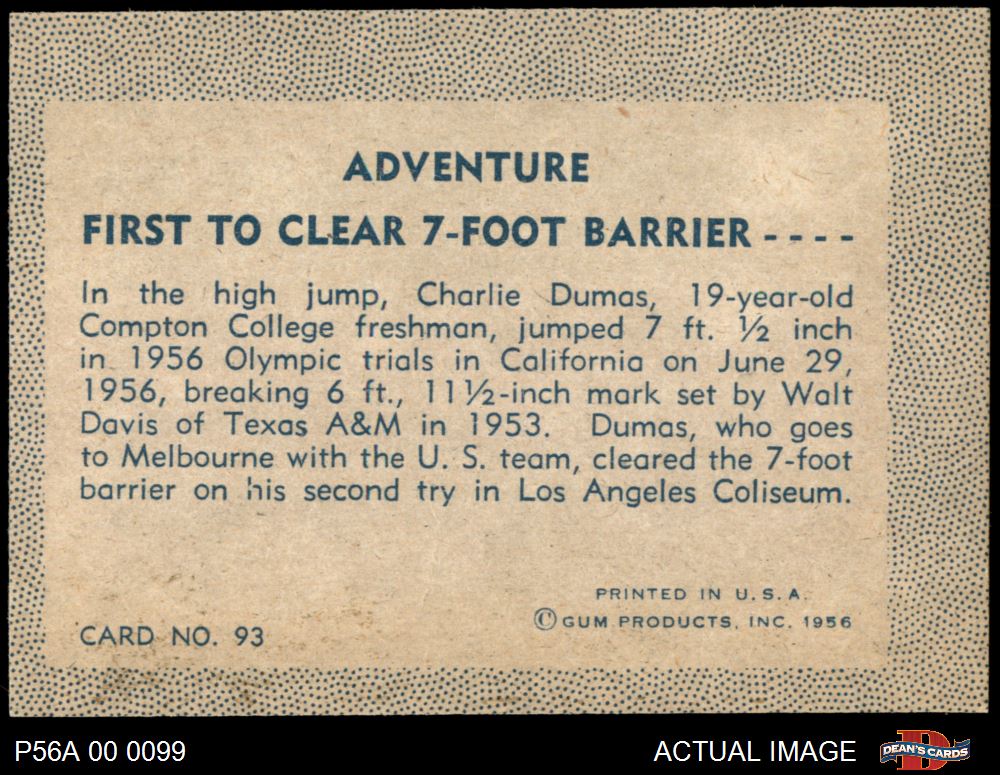 ADVENTURE
FIRST TO CLEAR 7-FOOT BARRIER - - - -
In the high jump, Charlie Dumas, 19-year-old
Compton College freshman, jumped 7 ft. ½ inch
in 1956 Olympic trials in California on June 29,
1956, breaking 6 ft., 11½-inch mark set by Walt
Davis of Texas A&M in 1953. Dumas, who goes
to Melbourne with the U. S. team, cleared the 7-foot
barrier on his second try in Los Angeles Coliseum.
PRINTED IN U. S. A.
© GUM PRODUCTS, INC. 1956
CARD NO. 93
P56A 00 0099
ACTUAL IMAGE
D
DEAN'S CARDS